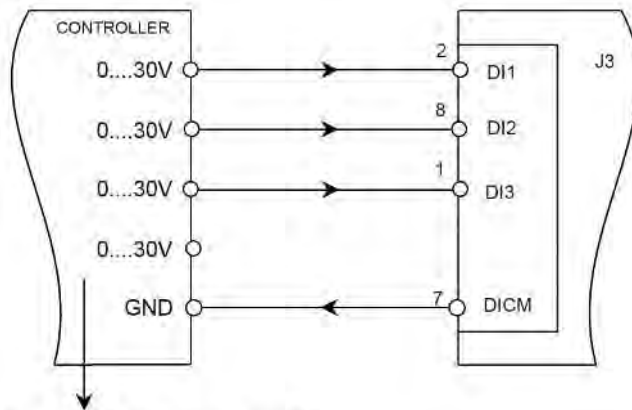 CONTROLLER
J3
0....30V 2 DI1
0....30V 8 DI2
0....30V 1 DI3
0....30V
GND 7 DICM